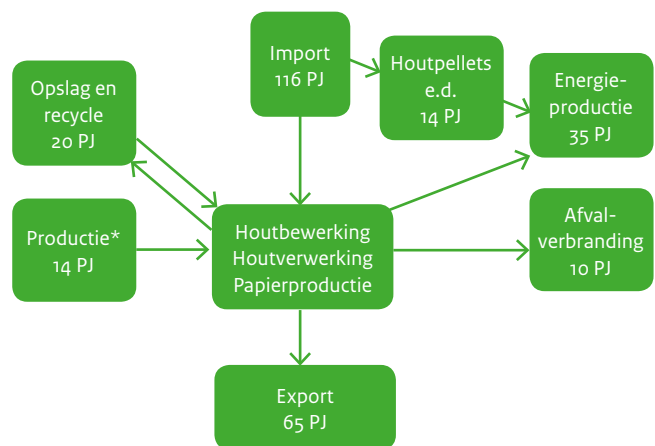 Import
116 PJ
Houtpellets
e.d.
14 PJ
Energie-
productie
35 PJ
Opslag en
recycle
20 PJ
Productie*
14 PJ
Houtbewerking
Houtverwerking
Papierproductie
Afval-
verbranding
10 PJ
Export
65 PJ